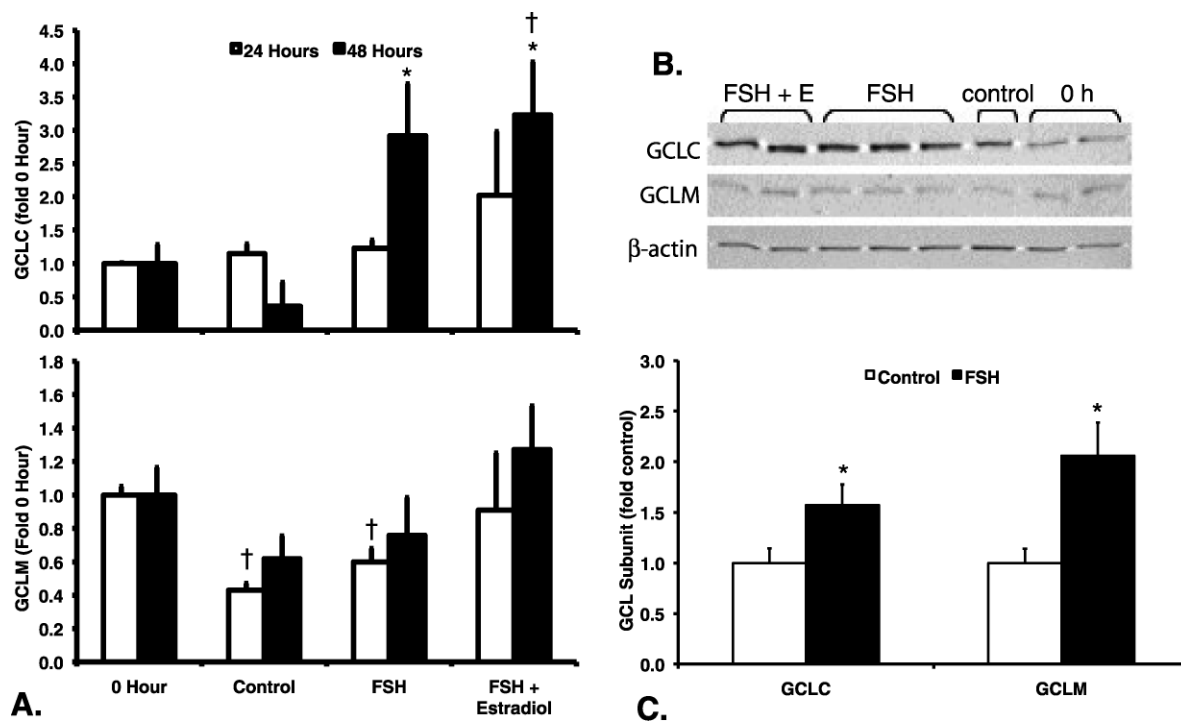 4.5
4.0
3.5
3.0
2.5
2.0
1.5
1.0
0.5
0.0
GCLC (fold 0 Hour)
24 Hours 48 Hours
*
†
*
1.8
1.6
1.4
1.2
1.0
0.8
0.6
0.4
0.2
0.0
GCLM (Fold 0 Hour)
†
†
0 Hour Control FSH FSH +
Estradiol
A.
B.
FSH + E FSH control 0 h
GCLC
GCLM
β-actin
3.0
2.5
2.0
1.5
1.0
0.5
0.0
GCL Subunit (fold control)
Control FSH
*
*
GCLC GCLM
C.